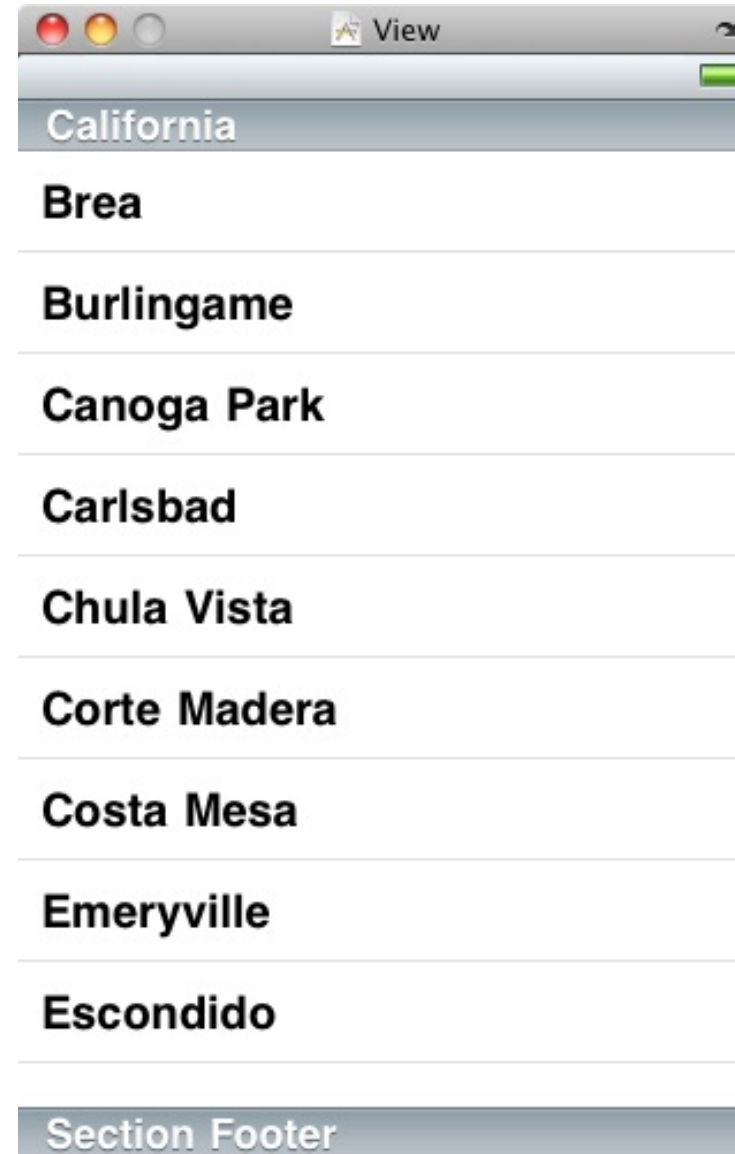 View
California
Brea
Burlingame
Canoga Park
Carlsbad
Chula Vista
Corte Madera
Costa Mesa
Emeryville
Escondido
Section Footer